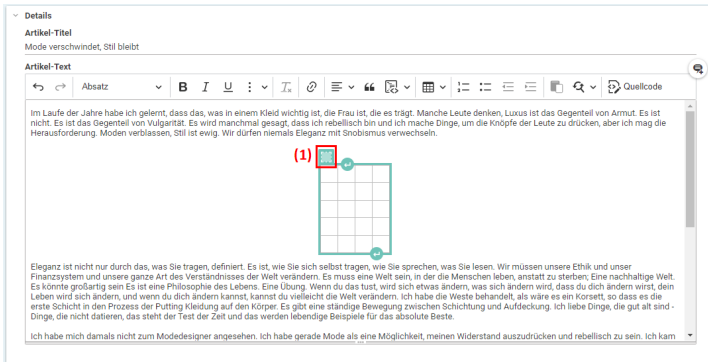 Details
Artikel-Titel
Mode verschwindet, Stil bleibt
Artikel-Text
Absatz
B I U
Quellcode
Im Laufe der Jahre habe ich gelernt, dass das, was in einem Kleid wichtig ist, die Frau ist, die es trägt. Manche Leute denken, Luxus ist das Gegenteil von Armut. Es ist
nicht. Es ist das Gegenteil von Vulgarität. Es wird manchmal gesagt, dass ich rebellisch bin und ich mache Dinge, um die Knöpfe der Leute zu drücken, aber ich mag die
Herausforderung. Moden verblassen, Stil ist ewig. Wir dürfen niemals Eleganz mit Snobismus verwechseln.
(1)
Eleganz ist nicht nur durch das, was Sie tragen, definiert. Es ist, wie Sie sich selbst tragen, wie Sie sprechen, was Sie lesen. Wir müssen unsere Ethik und unser
Finanzsystem und unsere ganze Art des Verständnisses der Welt verändern. Es muss eine Welt sein, in der die Menschen leben, anstatt zu sterben; Eine nachhaltige Welt.
Es könnte großartig sein Es ist eine Philosophie des Lebens. Eine Übung. Wenn du das tust, wird sich etwas ändern, was sich ändern wird, dass du dich ändern wirst, dein
Leben wird sich ändern, und wenn du dich ändern kannst, kannst du vielleicht die Welt verändern. Ich habe die Weste behandelt, als wäre es ein Korsett, so dass es die
erste Schicht in den Prozess der Putting Kleidung auf den Körper. Es gibt eine ständige Bewegung zwischen Schichtung und Aufdeckung. Ich liebe Dinge, die gut alt sind -
Dinge, die nicht datieren, das steht der Test der Zeit und das werden lebendige Beispiele für das absolute Beste.
Ich habe mich damals nicht zum Modedesigner angesehen. Ich habe gerade Mode als eine Möglichkeit, meinen Widerstand auszudrücken und rebellisch zu sein. Ich kam